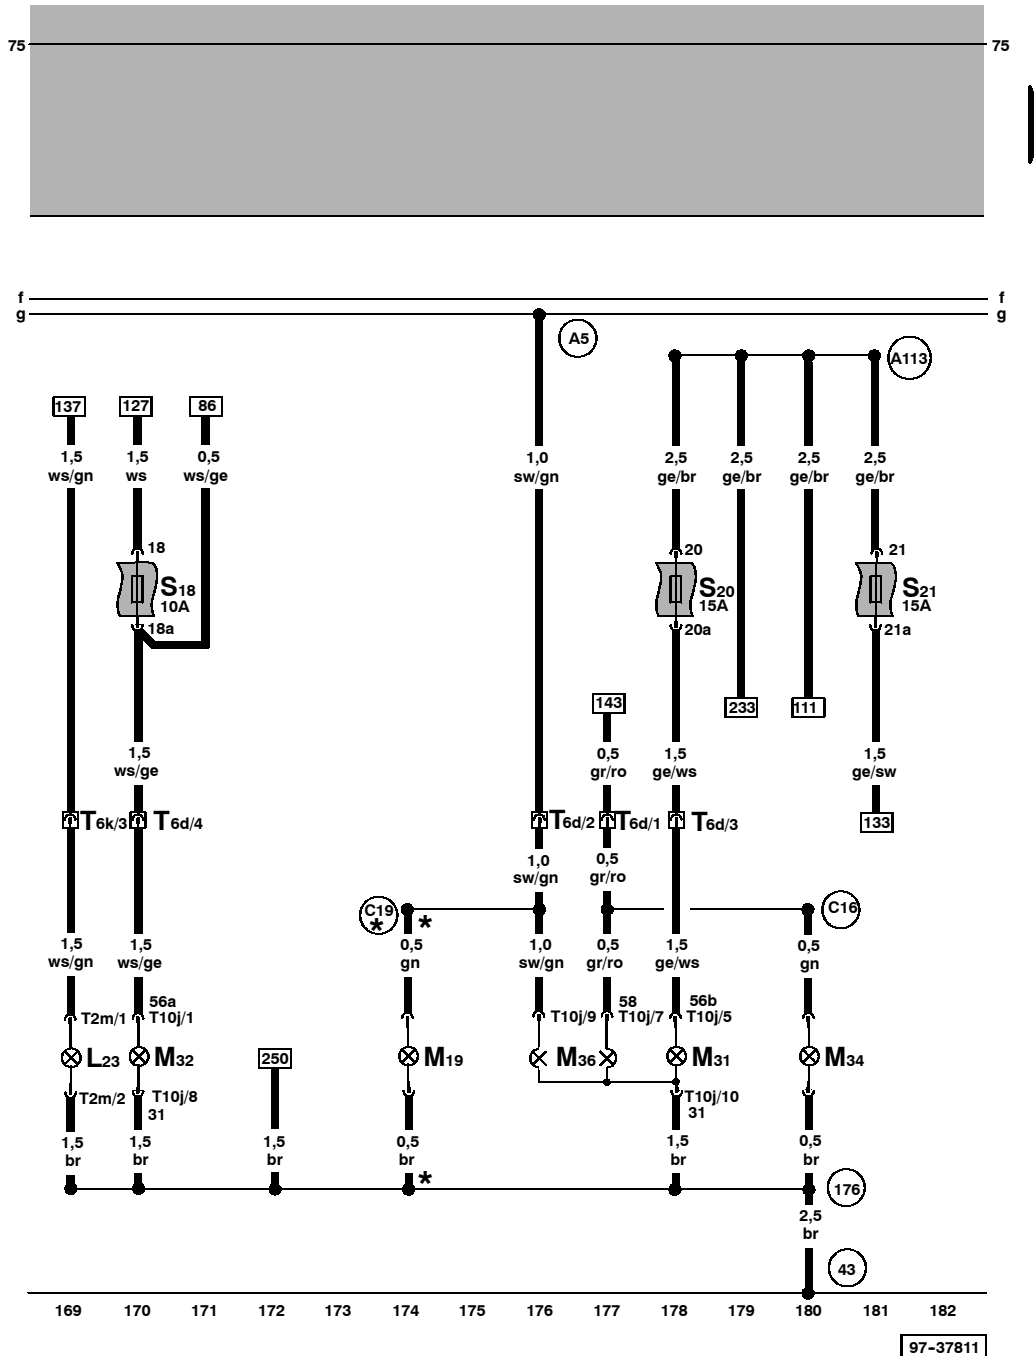 75 75
f f
g g
A5
A113
137 127 86
1,5 1,5 0,5 1,0 2,5 2,5 2,5 2,5
ws/gn ws ws/ge sw/gn ge/br ge/br ge/br ge/br
18 20 21
S18 S20 S21
10A 15A 15A
18a 20a 21a
143 233 111
1,5 0,5 1,5 1,5
ws/ge gr/ro ge/ws ge/sw
T6k/3 T6d/4 T6d/2 T6d/1 T6d/3 133
1,0 0,5
sw/gn gr/ro
C19 * * C16
1,5 1,5 0,5 1,0 0,5 1,5 0,5
ws/gn ws/ge gn sw/gn gr/ro ge/ws gn
56a 58 56b
T2m/1 T10j/1 T10j/9 T10j/7 T10j/5
L23 M32 250 M19 M36 M31 M34
T2m/2 T10j/8 T10j/10
31 31
1,5 1,5 1,5 0,5 1,5 0,5
br br br br br br
* 176
2,5
br
43
169 170 171 172 173 174 175 176 177 178 179 180 181 182
97-37811